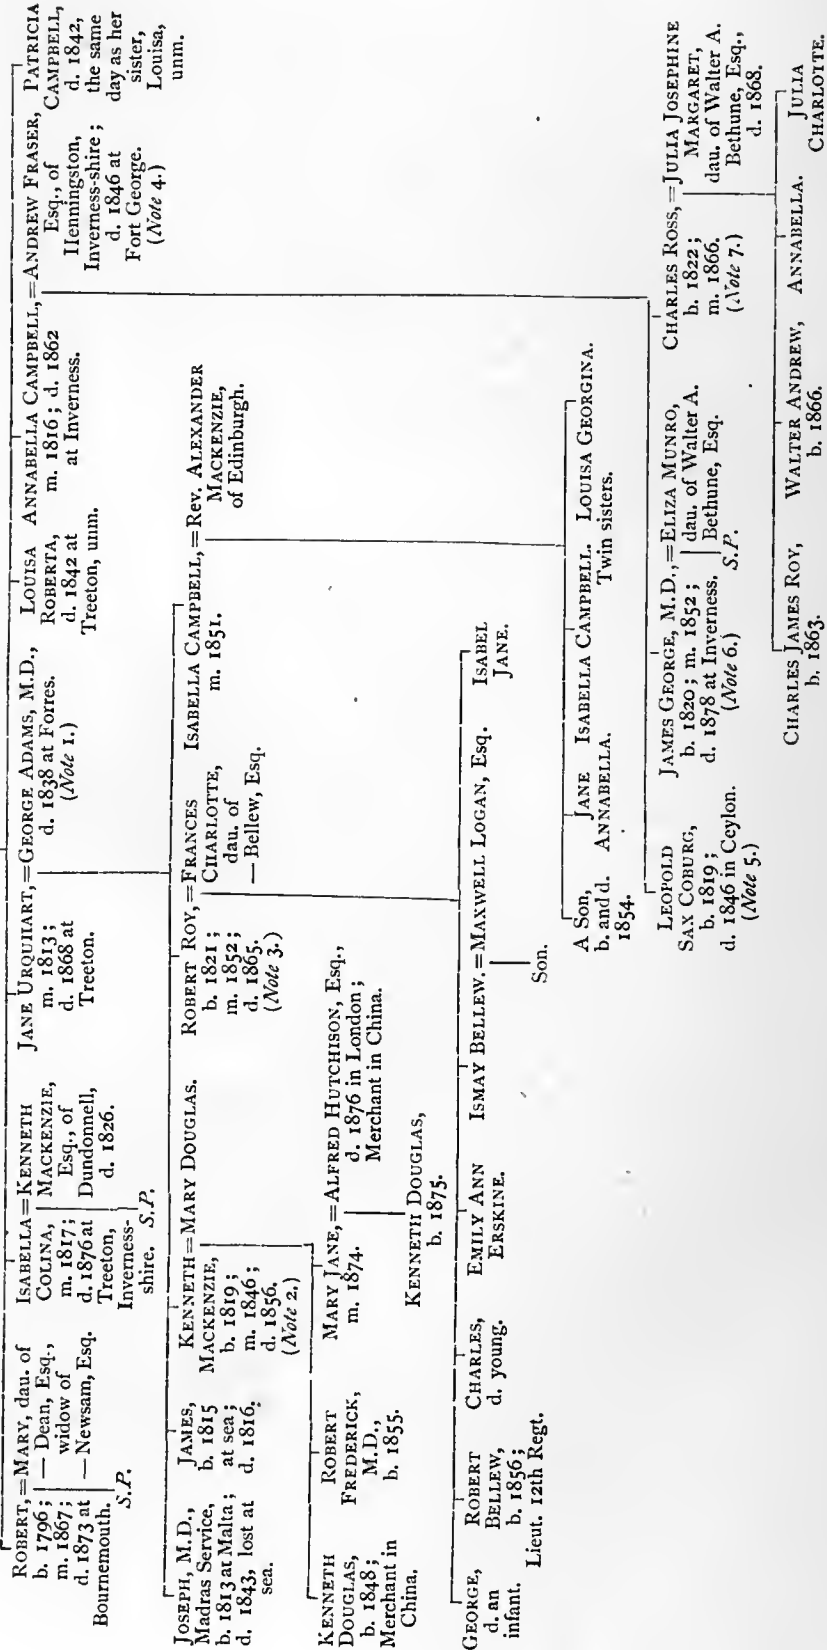 ROBERT, = MARY, dau. of
b. 1796; — Dean, Esq.,
m. 1867; widow of
d. 1873 at — Newsam, Esq.
Bournemouth.
S.P.
ISABELLA = KENNETH
COLINA, MACKENZIE,
m. 1817; Esq., of
d. 1876 at Dundonnell,
Treeton, d. 1826.
Inverness-
shire. S.P.
JANE URQUHART, = GEORGE ADAMS, M.D.,
m. 1813; d. 1838 at Forres.
d. 1868 at (Note 1.)
Treeton.
LOUISA
ROBERTA,
d. 1842 at
Treeton, unm.
ANNABELLA CAMPBELL, = ANDREW FRASER,
m. 1816; d. 1862 Esq., of
at Inverness. Henningston,
Inverness-shire;
d. 1846 at
Fort George.
(Note 4.)
PATRICIA
CAMPBELL,
d. 1842,
the same
day as her
sister,
Louisa,
unm.
JOSEPH, M.D.,
Madras Service,
b. 1813 at Malta;
d. 1843, lost at
sea.
JAMES,
b. 1815
at sea;
d. 1816.
KENNETH = MARY DOUGLAS.
MACKENZIE,
b. 1819;
m. 1846;
d. 1856.
(Note 2.)
ROBERT ROY, = FRANCES
b. 1821; CHARLOTTE,
m. 1852; dau. of
d. 1865. — Bellew, Esq.
(Note 3.)
ISABELLA CAMPBELL, = Rev. ALEXANDER
m. 1851. MACKENZIE,
of Edinburgh.
KENNETH
DOUGLAS,
b. 1848;
Merchant in
China.
ROBERT
FREDERICK,
M.D.,
b. 1855.
MARY JANE, = ALFRED HUTCHISON, Esq.,
m. 1874. d. 1876 in London;
Merchant in China.
KENNETH DOUGLAS,
b. 1875.
GEORGE,
d. an
infant.
ROBERT
BELLEW,
b. 1856;
Lieut. 12th Regt.
CHARLES,
d. young.
EMILY ANN
ERSKINE.
ISMAY BELLEW. = MAXWELL LOGAN, Esq.
Son.
ISABEL
JANE.
A Son,
b. and d.
1854.
JANE
ANNABELLA.
ISABELLA CAMPBELL. LOUISA GEORGINA.
Twin sisters.
LEOPOLD
SAX COBURG,
b. 1819;
d. 1846 in Ceylon.
(Note 5.)
JAMES GEORGE, M.D., = ELIZA MUNRO,
b. 1820; m. 1852; dau. of Walter A.
d. 1878 at Inverness. Bethune, Esq.
(Note 6.) S.P.
CHARLES ROSS, = JULIA JOSEPHINE
b. 1822; MARGARET,
m. 1866. dau. of Walter A.
(Note 7.) Bethune, Esq.,
d. 1868.
CHARLES JAMES ROY,
b. 1863.
WALTER ANDREW,
b. 1866.
ANNABELLA.
JULIA
CHARLOTTE.